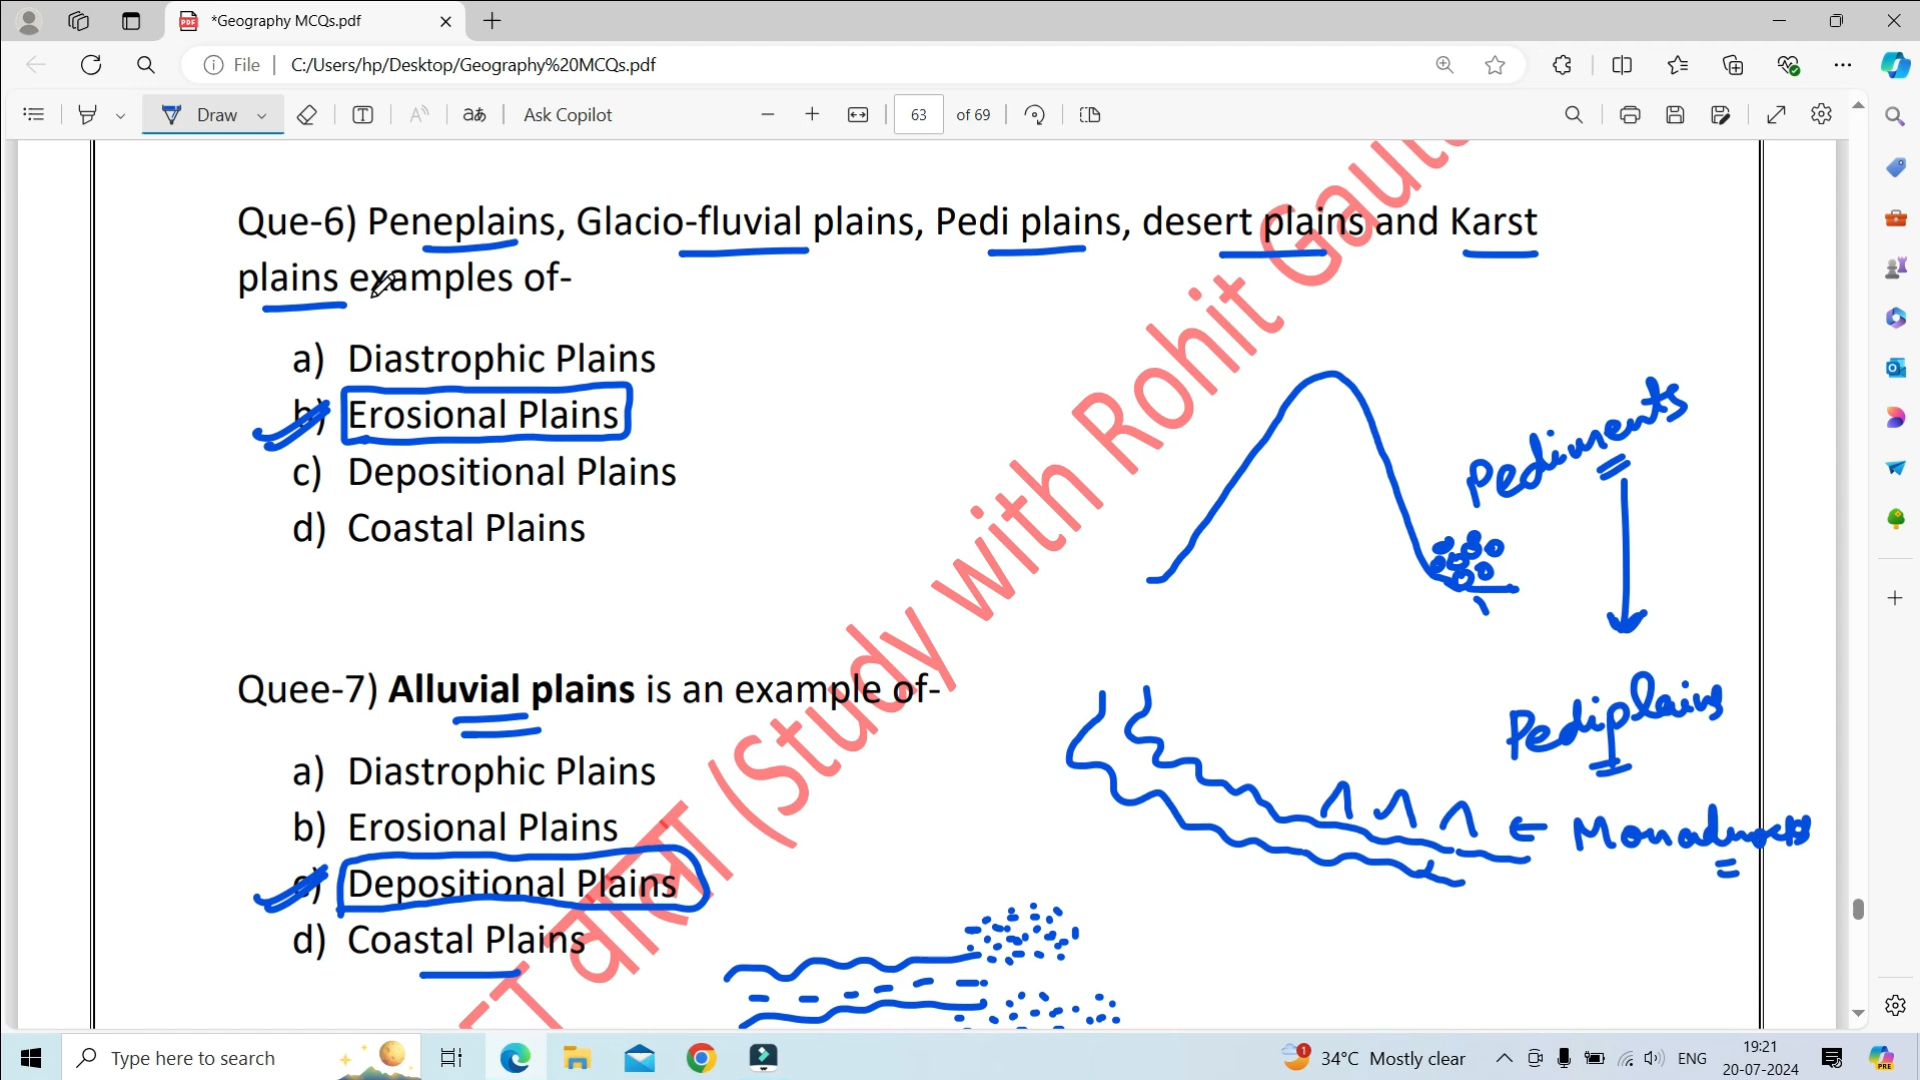 *Geography MCQs.pdf
File | C:/Users/hp/Desktop/Geography%20MCQs.pdf
Draw
aあ
Ask Copilot
63 of 69
Que-6) Peneplains, Glacio-fluvial plains, Pedi plains, desert plains and Karst
plains examples of-
a) Diastrophic Plains
b) Erosional Plains
c) Depositional Plains
d) Coastal Plains
Pediments
Pediplains
Quee-7) Alluvial plains is an example of-
a) Diastrophic Plains
b) Erosional Plains
c) Depositional Plains
d) Coastal Plains
Monadnocks
(Study with Rohit
Type here to search
34°C Mostly clear
ENG
19:21
20-07-2024